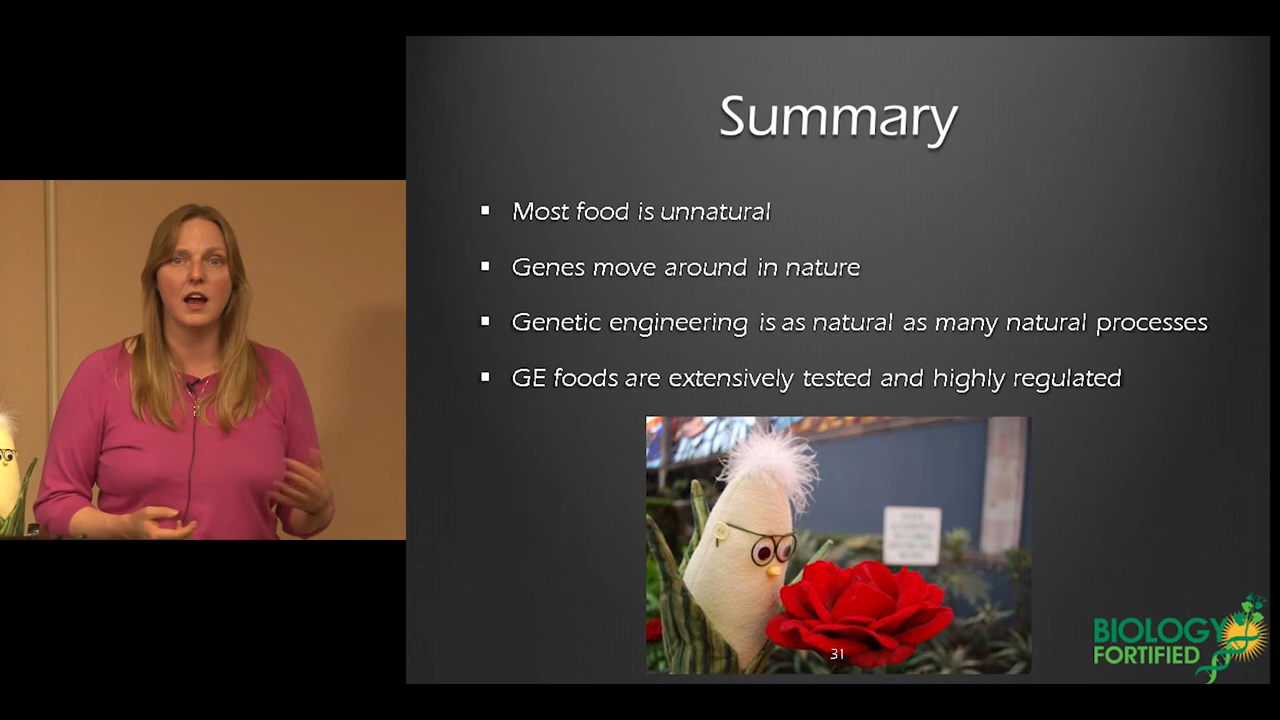 Summary
Most food is unnatural
Genes move around in nature
Genetic engineering is as natural as many natural processes
GE foods are extensively tested and highly regulated
31
BIOLOGY
FORTIFIED